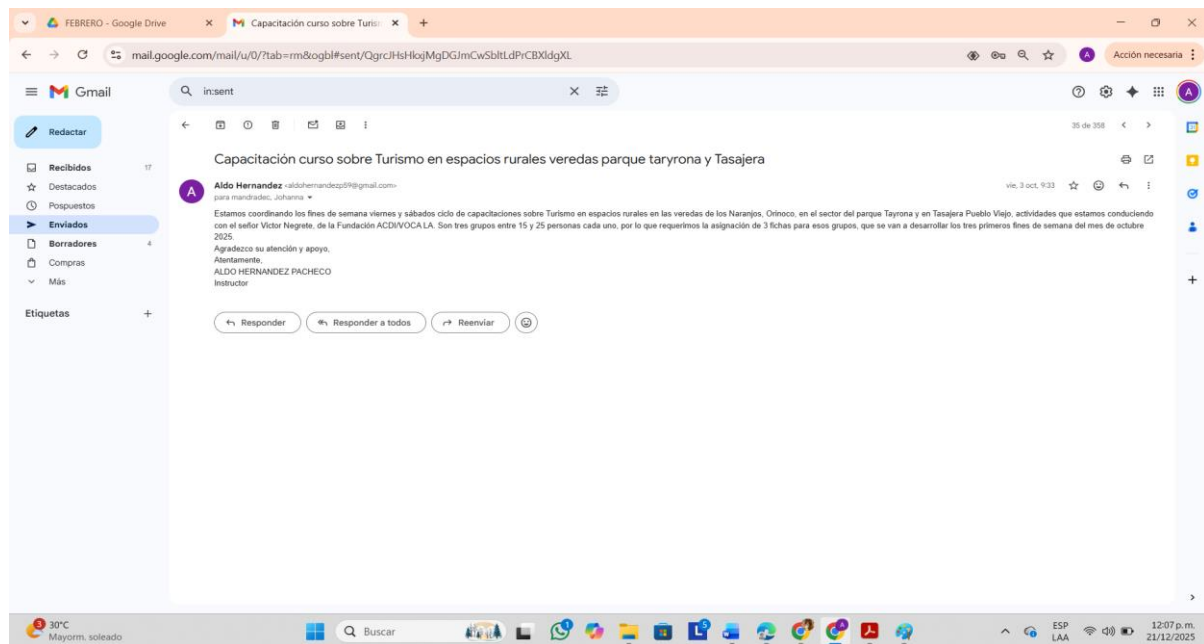 FEBRERO - Google Drive
Capacitación curso sobre Turis
mail.google.com/mail/u/0/?tab=rm&ogbl#sent/QgrcJHsHkxjMgDGJmCwSbltLdPrCBXldgXL
Acción necesaria
Gmail
in:sent
Redactar
35 de 358
Recibidos 17
Destacados
Pospuestos
Enviados
Borradores 4
Compras
Más
Etiquetas
Capacitación curso sobre Turismo en espacios rurales veredas parque taryrona y Tasajera
Aldo Hernandez <aldohernandezp59@gmail.com>
vie, 3 oct, 9:33
para mandradec, Johanna
Estamos coordinando los fines de semana viernes y sábados ciclo de capacitaciones sobre Turismo en espacios rurales en las veredas de los Naranjos, Orinoco, en el sector del parque Tayrona y en Tasajera Pueblo Viejo, actividades que estamos conduciendo
con el señor Victor Negrete, de la Fundación ACDI/VOCA LA. Son tres grupos entre 15 y 25 personas cada uno, por lo que requerimos la asignación de 3 fichas para esos grupos, que se van a desarrollar los tres primeros fines de semana del mes de octubre
2025.
Agradezco su atención y apoyo,
Atentamente,
ALDO HERNANDEZ PACHECO
Instructor
Responder
Responder a todos
Reenviar
30°C
Mayorm. soleado
Buscar
ESP
LAA
12:07 p.m.
21/12/2025